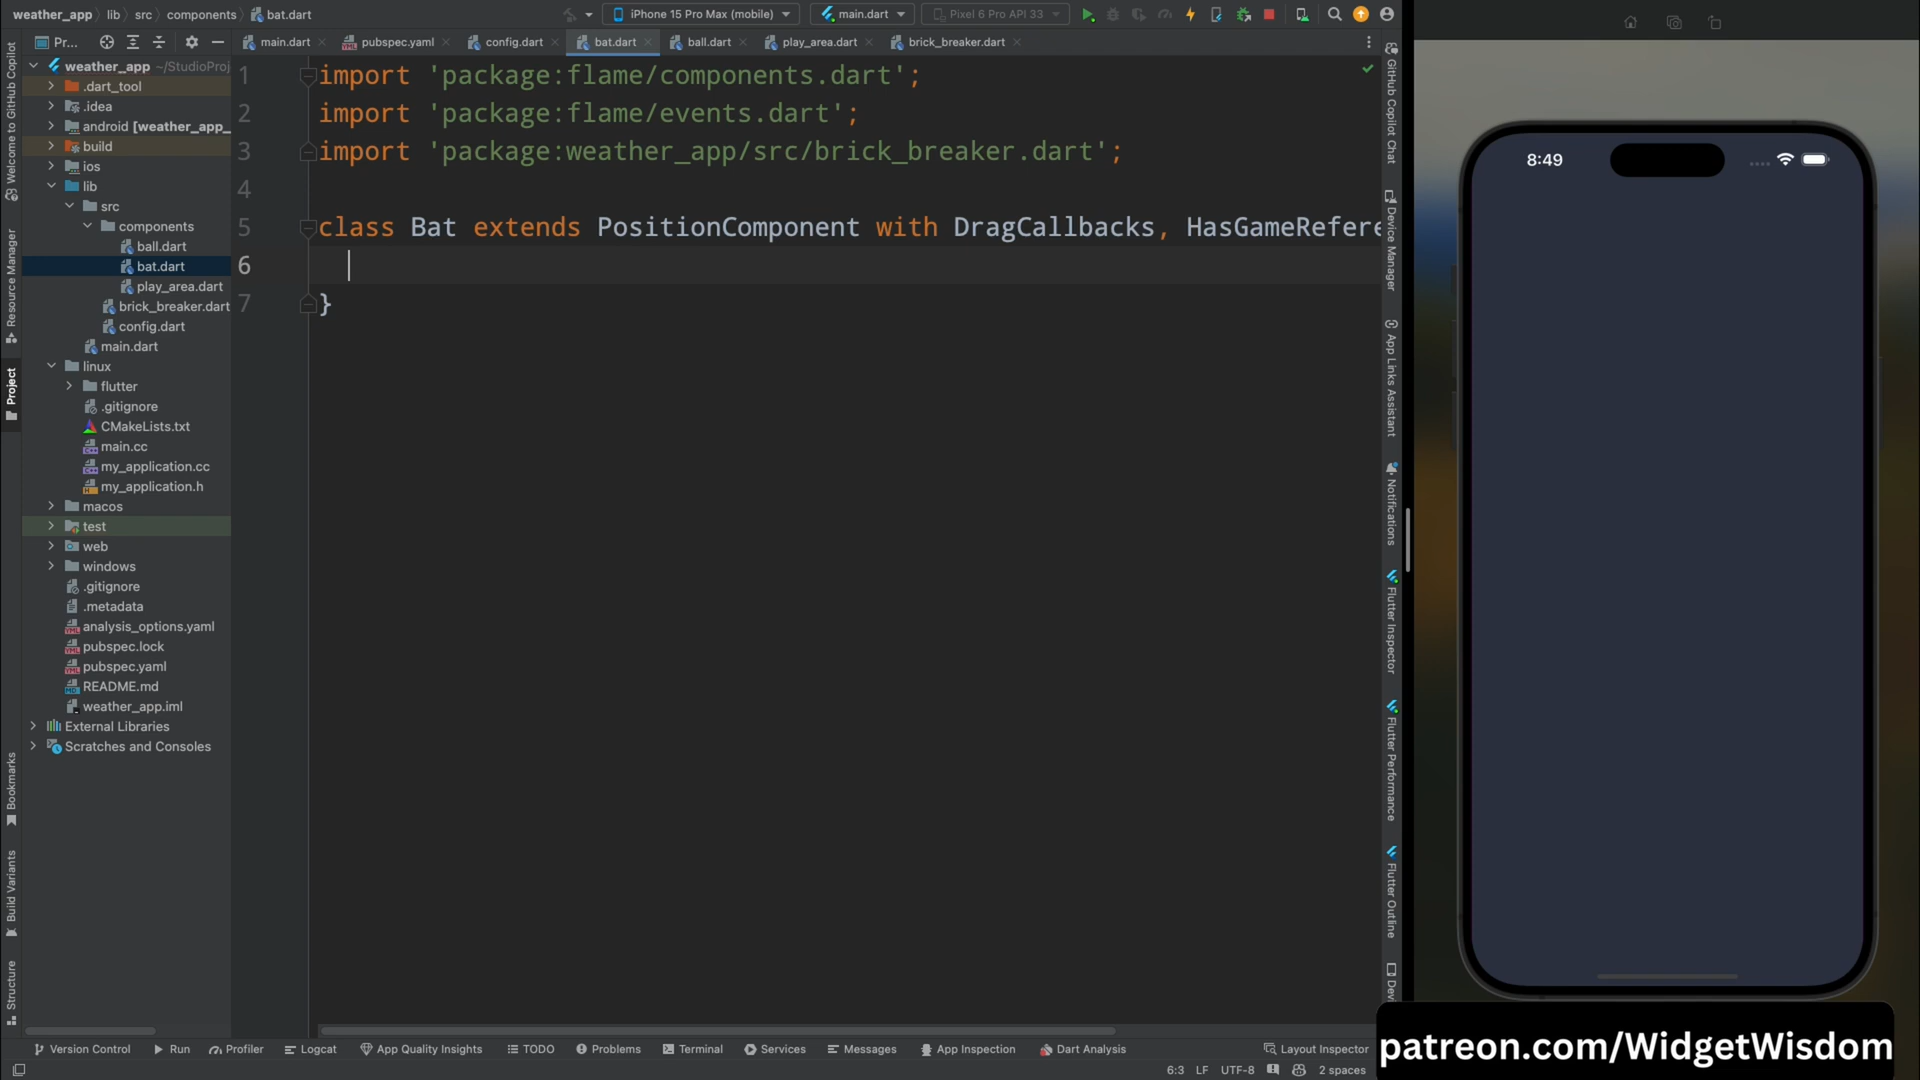 weather_app lib src components bat.dart
iPhone 15 Pro Max (mobile) main.dart Pixel 6 Pro API 33
Pr...
main.dart pubspec.yaml config.dart bat.dart ball.dart play_area.dart brick_breaker.dart
Welcome to GitHub Copilot
Resource Manager
Project
Bookmarks
Build Variants
Structure
weather_app ~/StudioProj
.dart_tool
.idea
android [weather_app_
build
ios
lib
src
components
ball.dart
bat.dart
play_area.dart
brick_breaker.dart
config.dart
main.dart
linux
flutter
.gitignore
CMakeLists.txt
main.cc
my_application.cc
my_application.h
macos
test
web
windows
.gitignore
.metadata
analysis_options.yaml
pubspec.lock
pubspec.yaml
README.md
weather_app.iml
External Libraries
Scratches and Consoles
1 import 'package:flame/components.dart';
2 import 'package:flame/events.dart';
3 import 'package:weather_app/src/brick_breaker.dart';
4
5 class Bat extends PositionComponent with DragCallbacks, HasGameRefere
6
7 }
GitHub Copilot Chat
Device Manager
App Links Assistant
Notifications
Flutter Inspector
Flutter Performance
Flutter Outline
Dev
8:49
Version Control Run Profiler Logcat App Quality Insights TODO Problems Terminal Services Messages App Inspection Dart Analysis Layout Inspector
6:3 LF UTF-8 2 spaces
patreon.com/WidgetWisdom